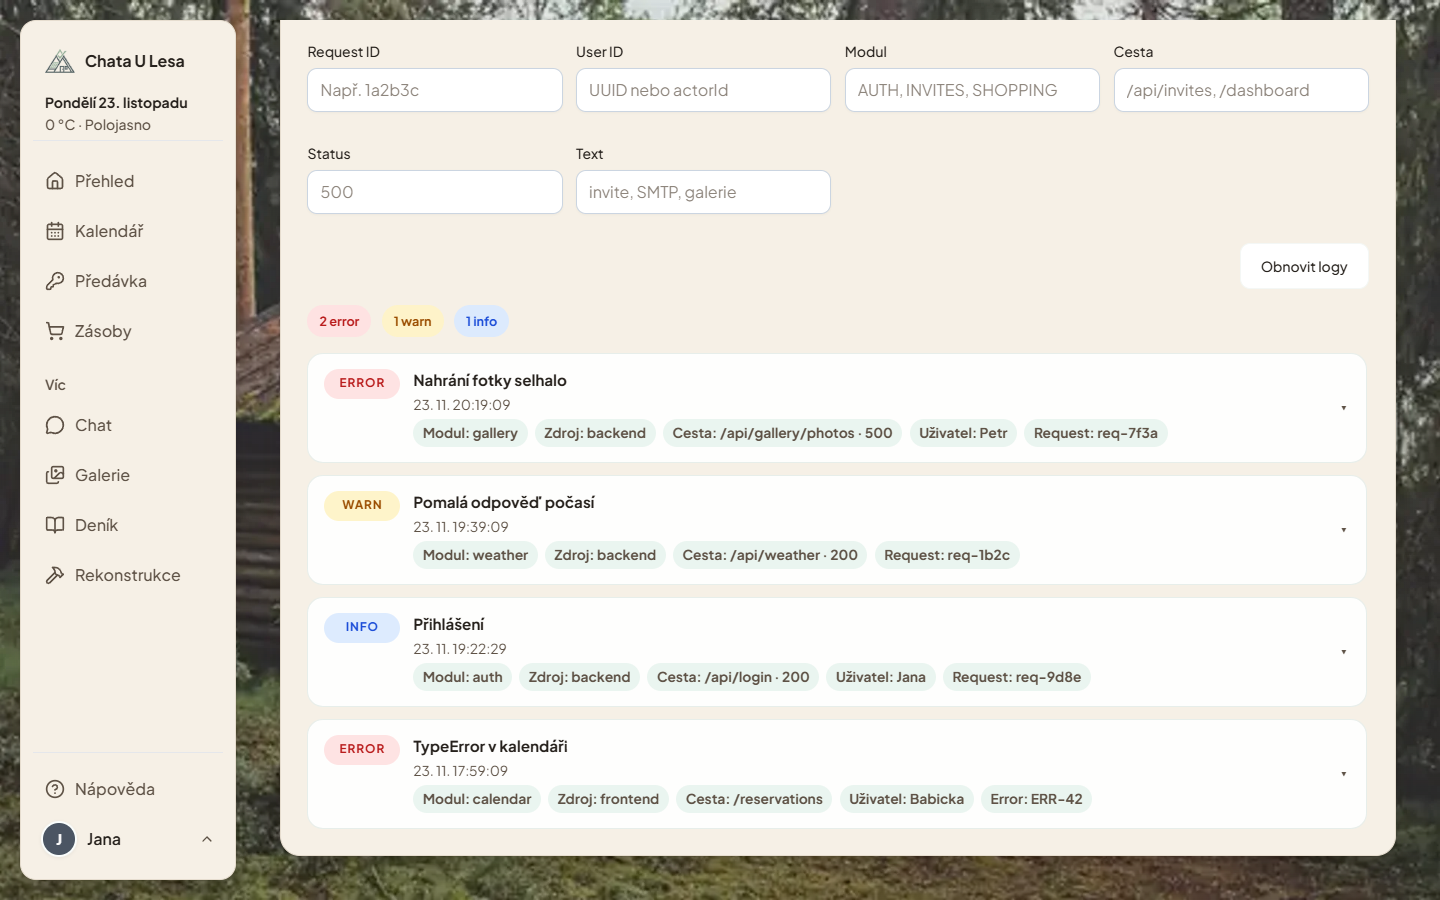 Chata U Lesa
Pondělí 23. listopadu
0 °C · Polojasno
Přehled
Kalendář
Předávka
Zásoby
Víc
Chat
Galerie
Deník
Rekonstrukce
Nápověda
J Jana
Request ID
Např. 1a2b3c
User ID
UUID nebo actorId
Modul
AUTH, INVITES, SHOPPING
Cesta
/api/invites, /dashboard
Status
500
Text
invite, SMTP, galerie
Obnovit logy
2 error 1 warn 1 info
ERROR Nahrání fotky selhalo
23. 11. 20:19:09
Modul: gallery Zdroj: backend Cesta: /api/gallery/photos · 500 Uživatel: Petr Request: req-7f3a
WARN Pomalá odpověď počasí
23. 11. 19:39:09
Modul: weather Zdroj: backend Cesta: /api/weather · 200 Request: req-1b2c
INFO Přihlášení
23. 11. 19:22:29
Modul: auth Zdroj: backend Cesta: /api/login · 200 Uživatel: Jana Request: req-9d8e
ERROR TypeError v kalendáři
23. 11. 17:59:09
Modul: calendar Zdroj: frontend Cesta: /reservations Uživatel: Babicka Error: ERR-42